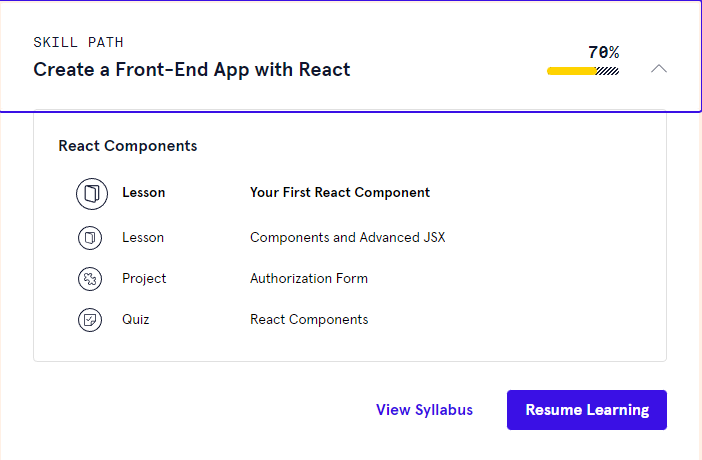 SKILL PATH
Create a Front-End App with React
70%
React Components
Lesson Your First React Component
Lesson Components and Advanced JSX
Project Authorization Form
Quiz React Components
View Syllabus Resume Learning